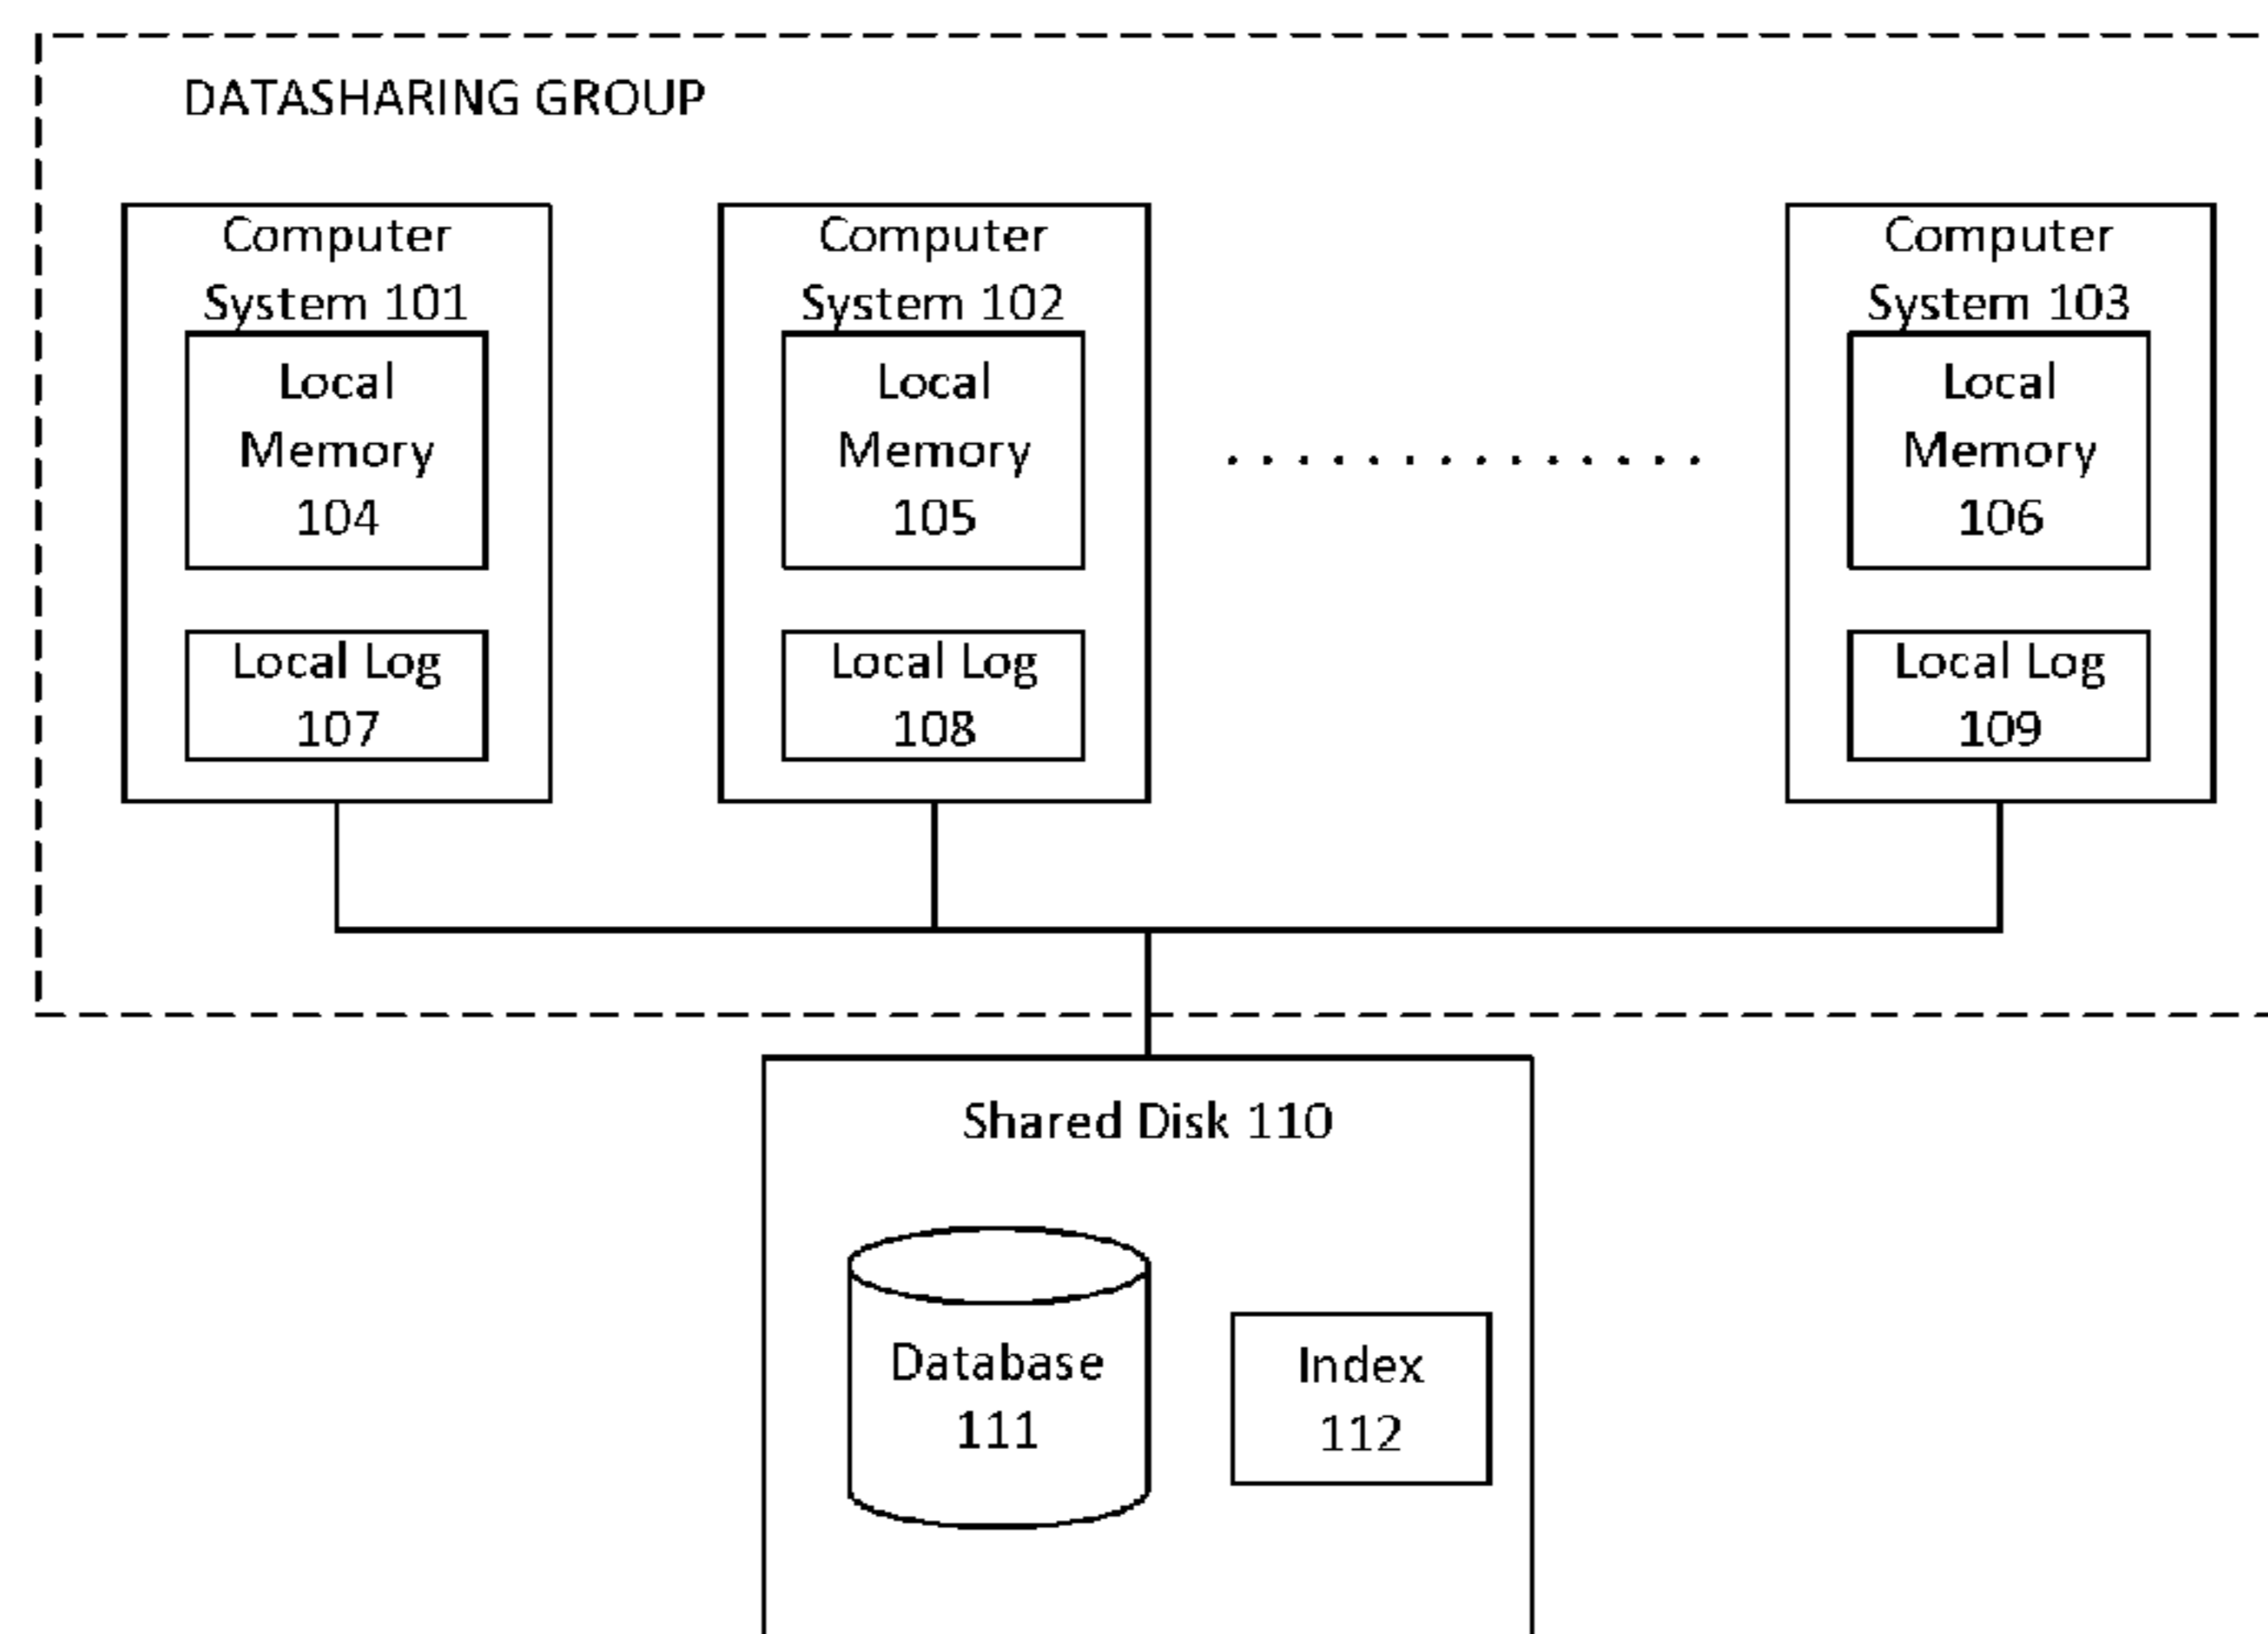 DATASHARING GROUP
Computer
System 101
Local
Memory
104
Local Log
107
Computer
System 102
Local
Memory
105
Local Log
108
Computer
System 103
Local
Memory
106
Local Log
109
Shared Disk 110
Database
111
Index
112